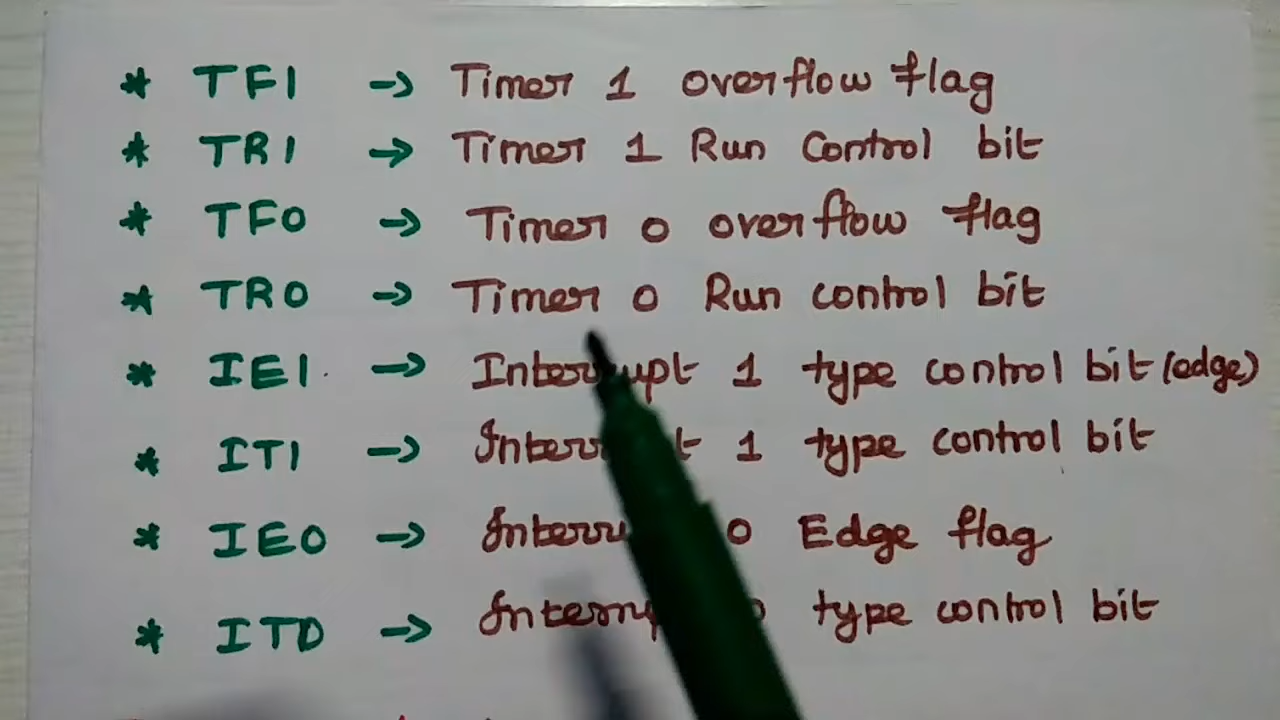 * TF1 → Timer 1 overflow flag
* TR1 → Timer 1 Run Control bit
* TF0 → Timer 0 overflow flag
* TR0 → Timer 0 Run control bit
* IE1 → Interrupt 1 type control bit (edge)
* IT1 → 1 type control bit
* IE0 → 0 Edge flag
* IT0 → type control bit